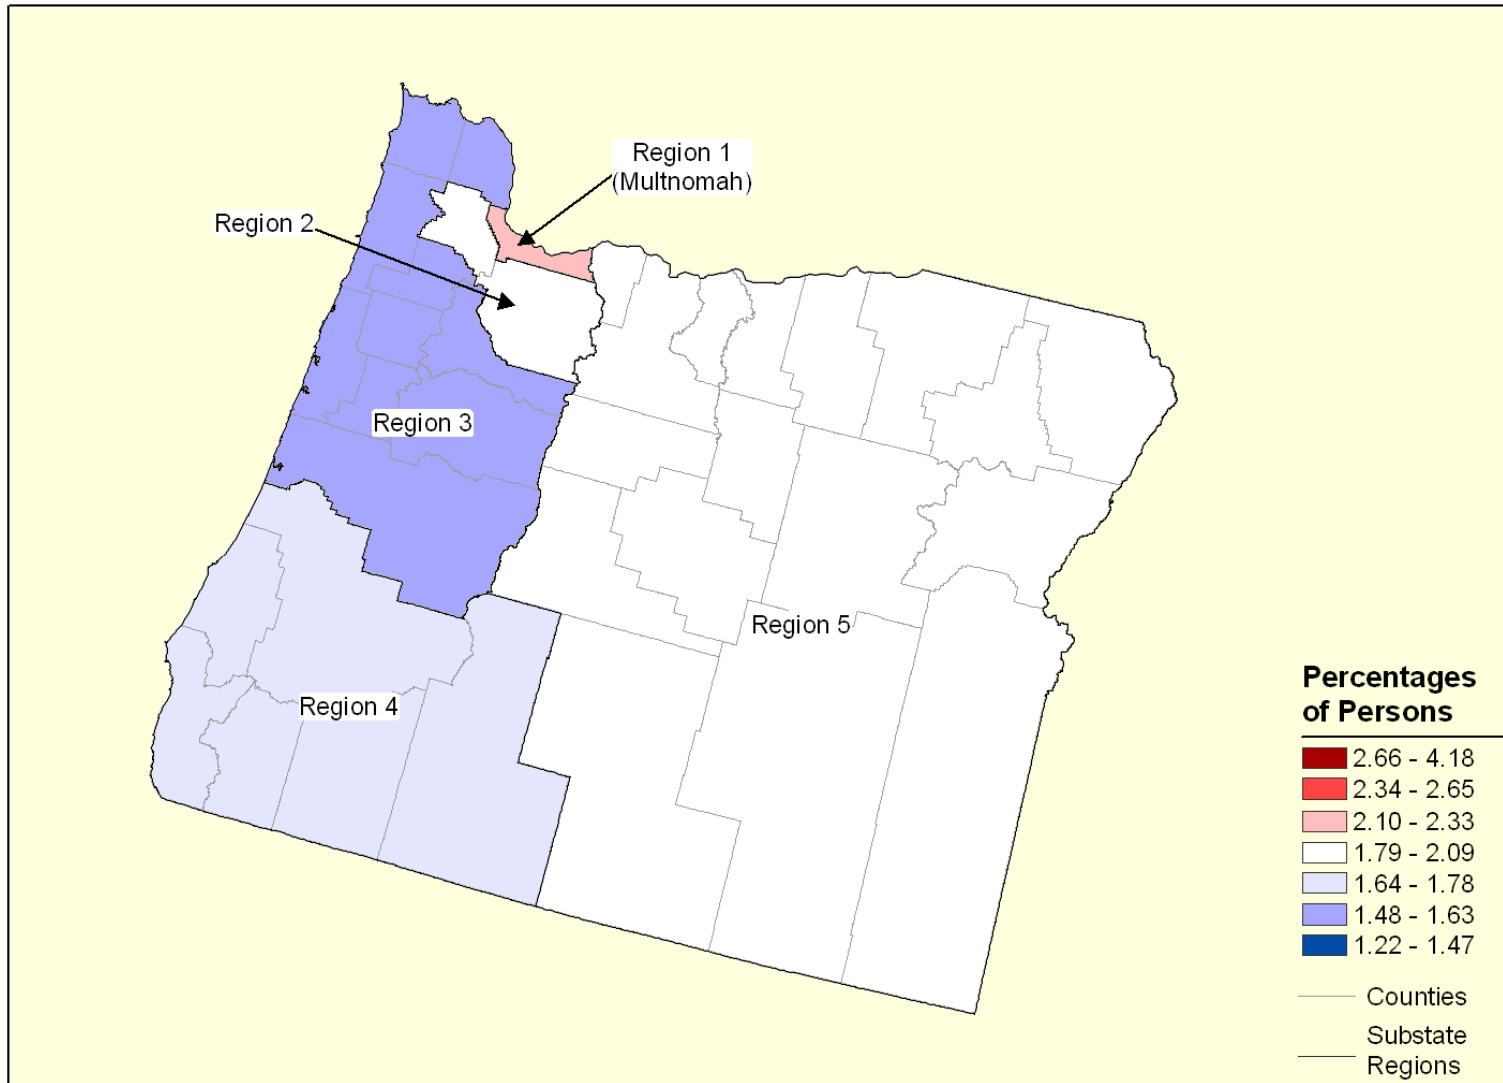 Region 1
(Multnomah)
Region 2
Region 3
Region 5
Region 4
Percentages
of Persons
2.66 - 4.18
2.34 - 2.65
2.10 - 2.33
1.79 - 2.09
1.64 - 1.78
1.48 - 1.63
1.22 - 1.47
Counties
Substate
Regions